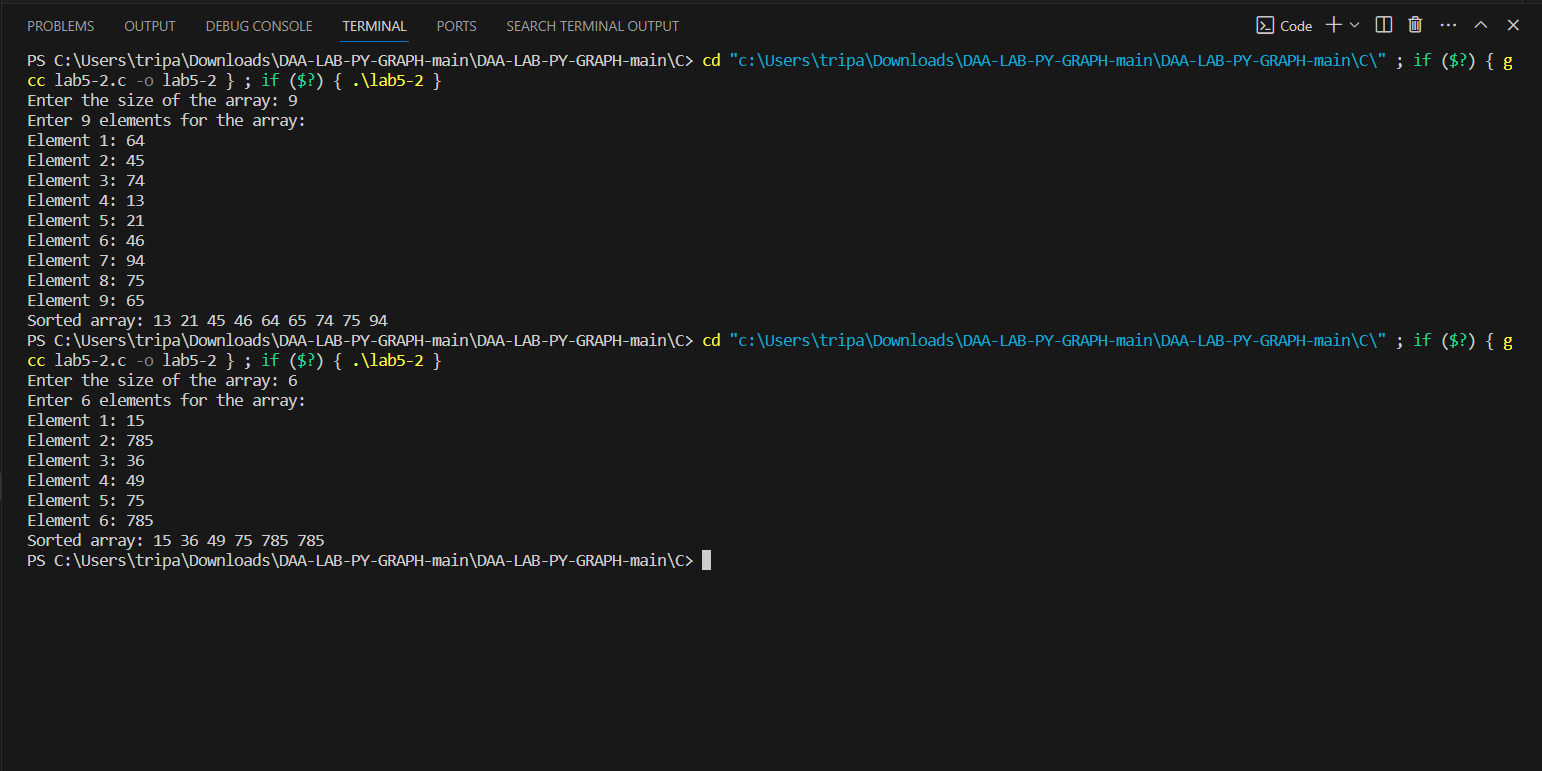 PROBLEMS OUTPUT DEBUG CONSOLE TERMINAL PORTS SEARCH TERMINAL OUTPUT Code
PS C:\Users\tripa\Downloads\DAA-LAB-PY-GRAPH-main\DAA-LAB-PY-GRAPH-main\C> cd "c:\Users\tripa\Downloads\DAA-LAB-PY-GRAPH-main\DAA-LAB-PY-GRAPH-main\C\" ; if ($?) { g
cc lab5-2.c -o lab5-2 } ; if ($?) { .\lab5-2 }
Enter the size of the array: 9
Enter 9 elements for the array:
Element 1: 64
Element 2: 45
Element 3: 74
Element 4: 13
Element 5: 21
Element 6: 46
Element 7: 94
Element 8: 75
Element 9: 65
Sorted array: 13 21 45 46 64 65 74 75 94
PS C:\Users\tripa\Downloads\DAA-LAB-PY-GRAPH-main\DAA-LAB-PY-GRAPH-main\C> cd "c:\Users\tripa\Downloads\DAA-LAB-PY-GRAPH-main\DAA-LAB-PY-GRAPH-main\C\" ; if ($?) { g
cc lab5-2.c -o lab5-2 } ; if ($?) { .\lab5-2 }
Enter the size of the array: 6
Enter 6 elements for the array:
Element 1: 15
Element 2: 785
Element 3: 36
Element 4: 49
Element 5: 75
Element 6: 785
Sorted array: 15 36 49 75 785 785
PS C:\Users\tripa\Downloads\DAA-LAB-PY-GRAPH-main\DAA-LAB-PY-GRAPH-main\C>